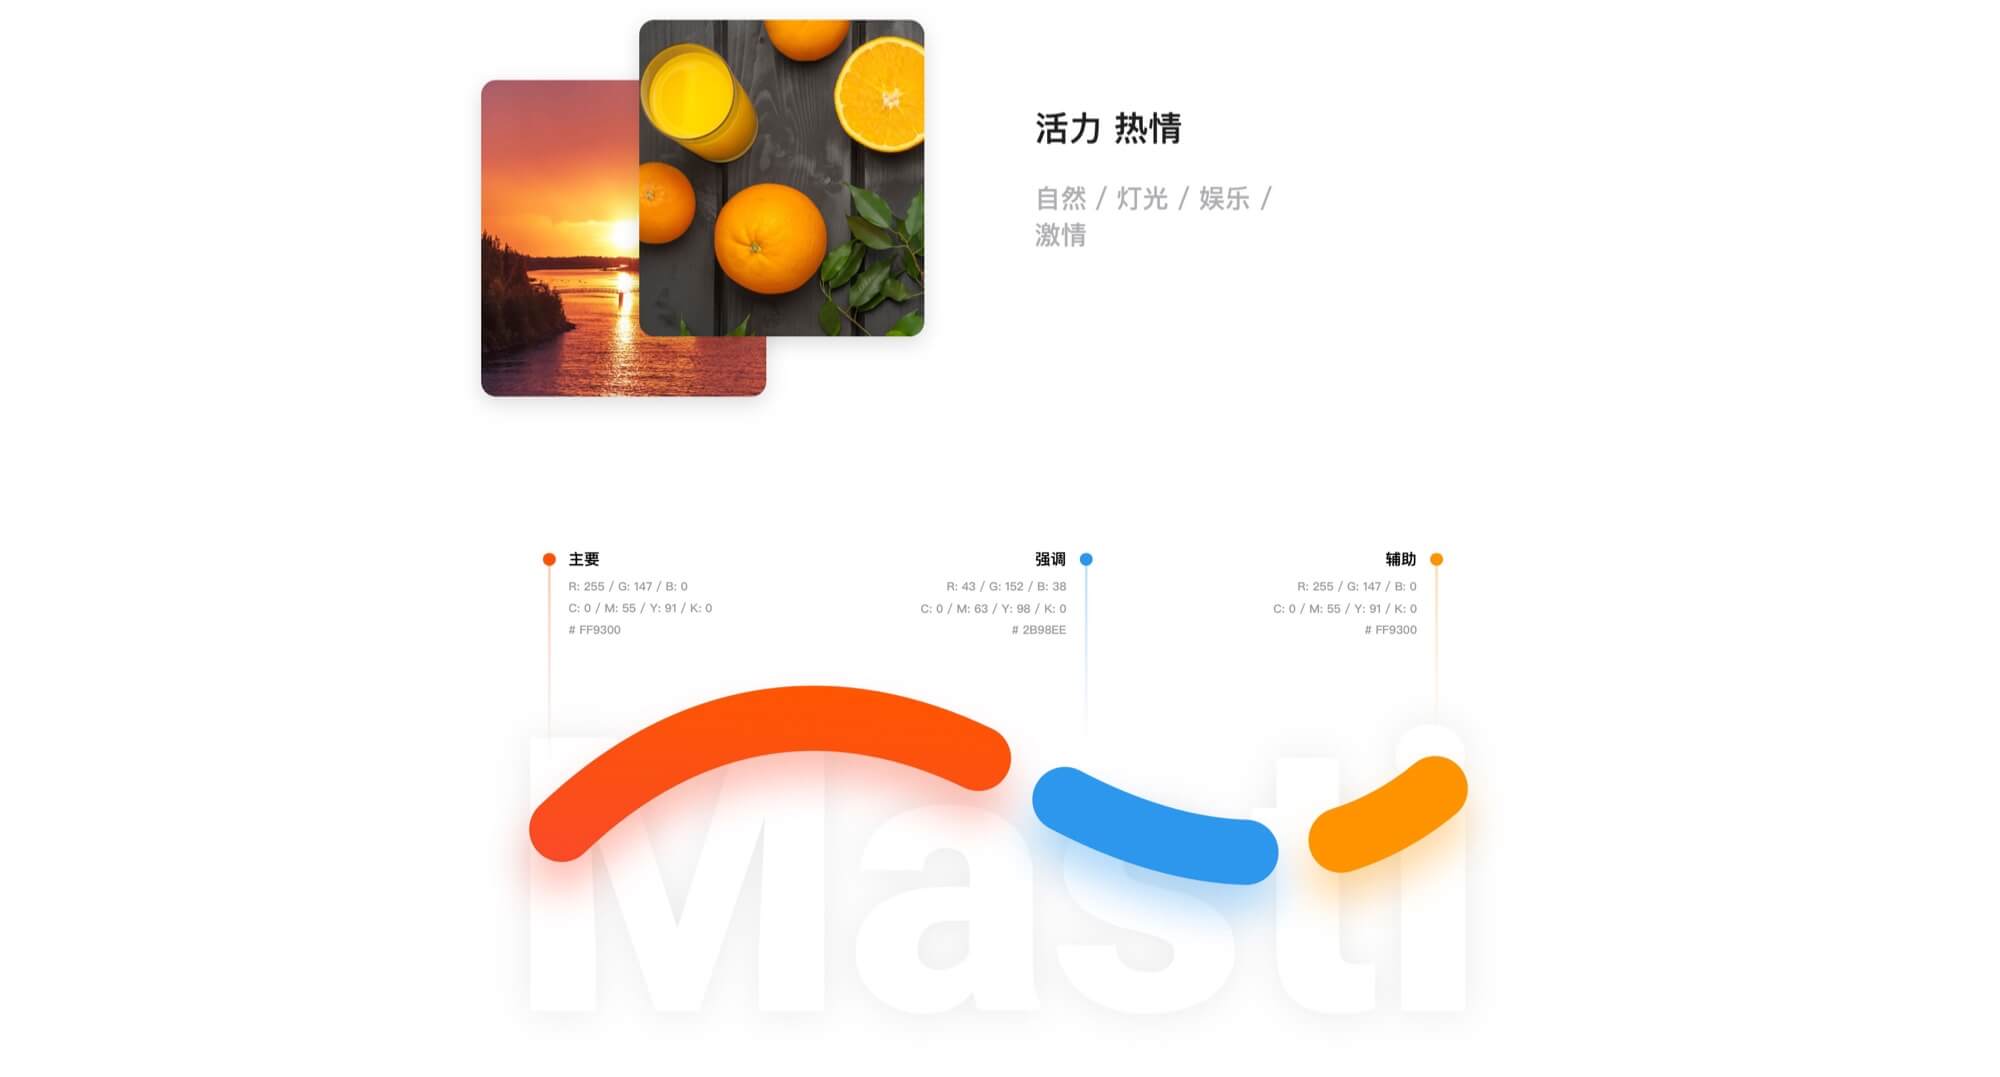 活力 热情
自然 / 灯光 / 娱乐 /
激情
主要
R: 255 / G: 147 / B: 0
C: 0 / M: 55 / Y: 91 / K: 0
# FF9300
强调
R: 43 / G: 152 / B: 38
C: 0 / M: 63 / Y: 98 / K: 0
# 2B98EE
辅助
R: 255 / G: 147 / B: 0
C: 0 / M: 55 / Y: 91 / K: 0
# FF9300
Masti